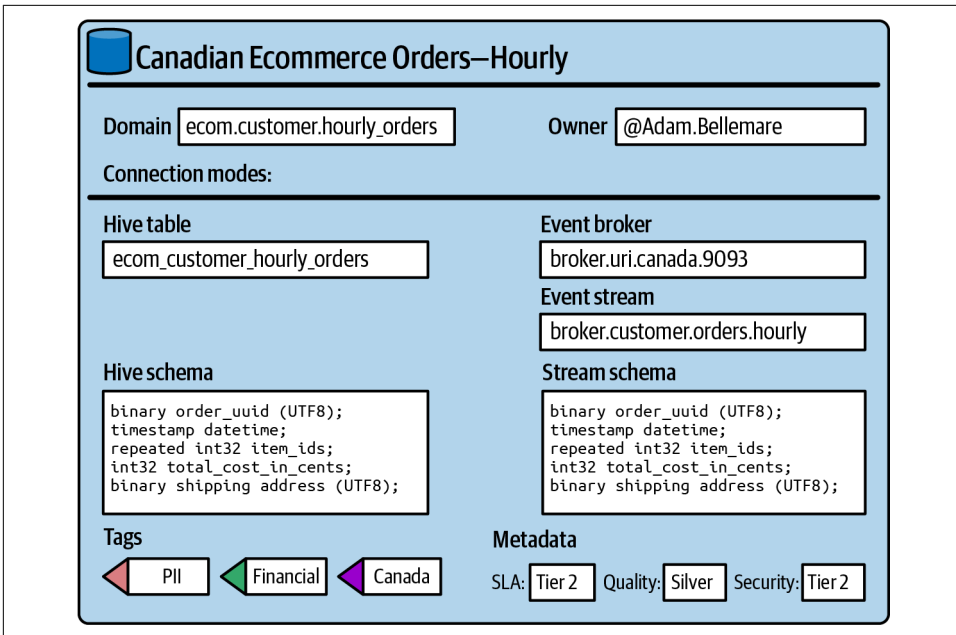 Canadian Ecommerce Orders—Hourly
Domain ecom.customer.hourly_orders
Owner @Adam.Bellemare
Connection modes:
Hive table
ecom_customer_hourly_orders
Event broker
broker.uri.canada.9093
Event stream
broker.customer.orders.hourly
Hive schema
binary order_uuid (UTF8);
timestamp datetime;
repeated int32 item_ids;
int32 total_cost_in_cents;
binary shipping address (UTF8);
Stream schema
binary order_uuid (UTF8);
timestamp datetime;
repeated int32 item_ids;
int32 total_cost_in_cents;
binary shipping address (UTF8);
Tags
PII Financial Canada
Metadata
SLA: Tier 2 Quality: Silver Security: Tier 2